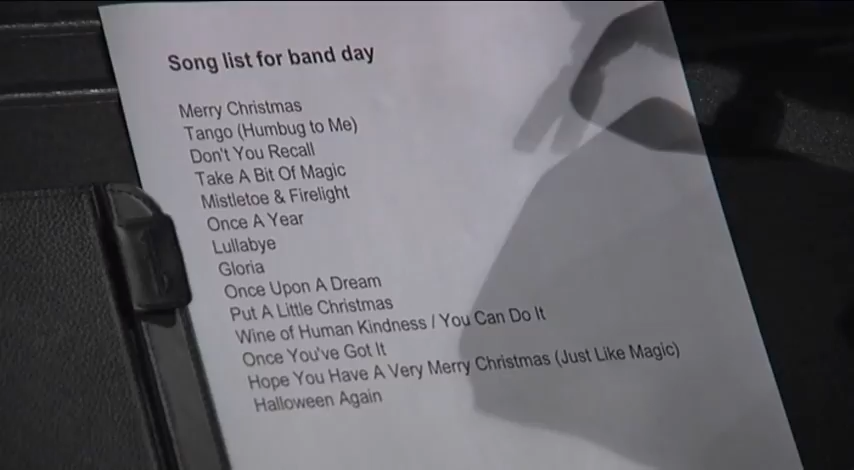 Song list for band day
Merry Christmas
Tango (Humbug to Me)
Don't You Recall
Take A Bit Of Magic
Mistletoe & Firelight
Once A Year
Lullabye
Gloria
Once Upon A Dream
Put A Little Christmas
Wine of Human Kindness / You Can Do It
Once You've Got It
Hope You Have A Very Merry Christmas (Just Like Magic)
Halloween Again